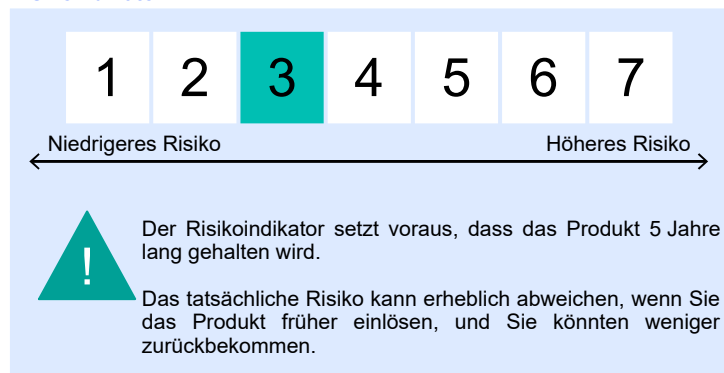 1 2 3 4 5 6 7
Niedrigeres Risiko Höheres Risiko
!
Der Risikoindikator setzt voraus, dass das Produkt 5 Jahre
lang gehalten wird.
Das tatsächliche Risiko kann erheblich abweichen, wenn Sie
das Produkt früher einlösen, und Sie könnten weniger
zurückbekommen.